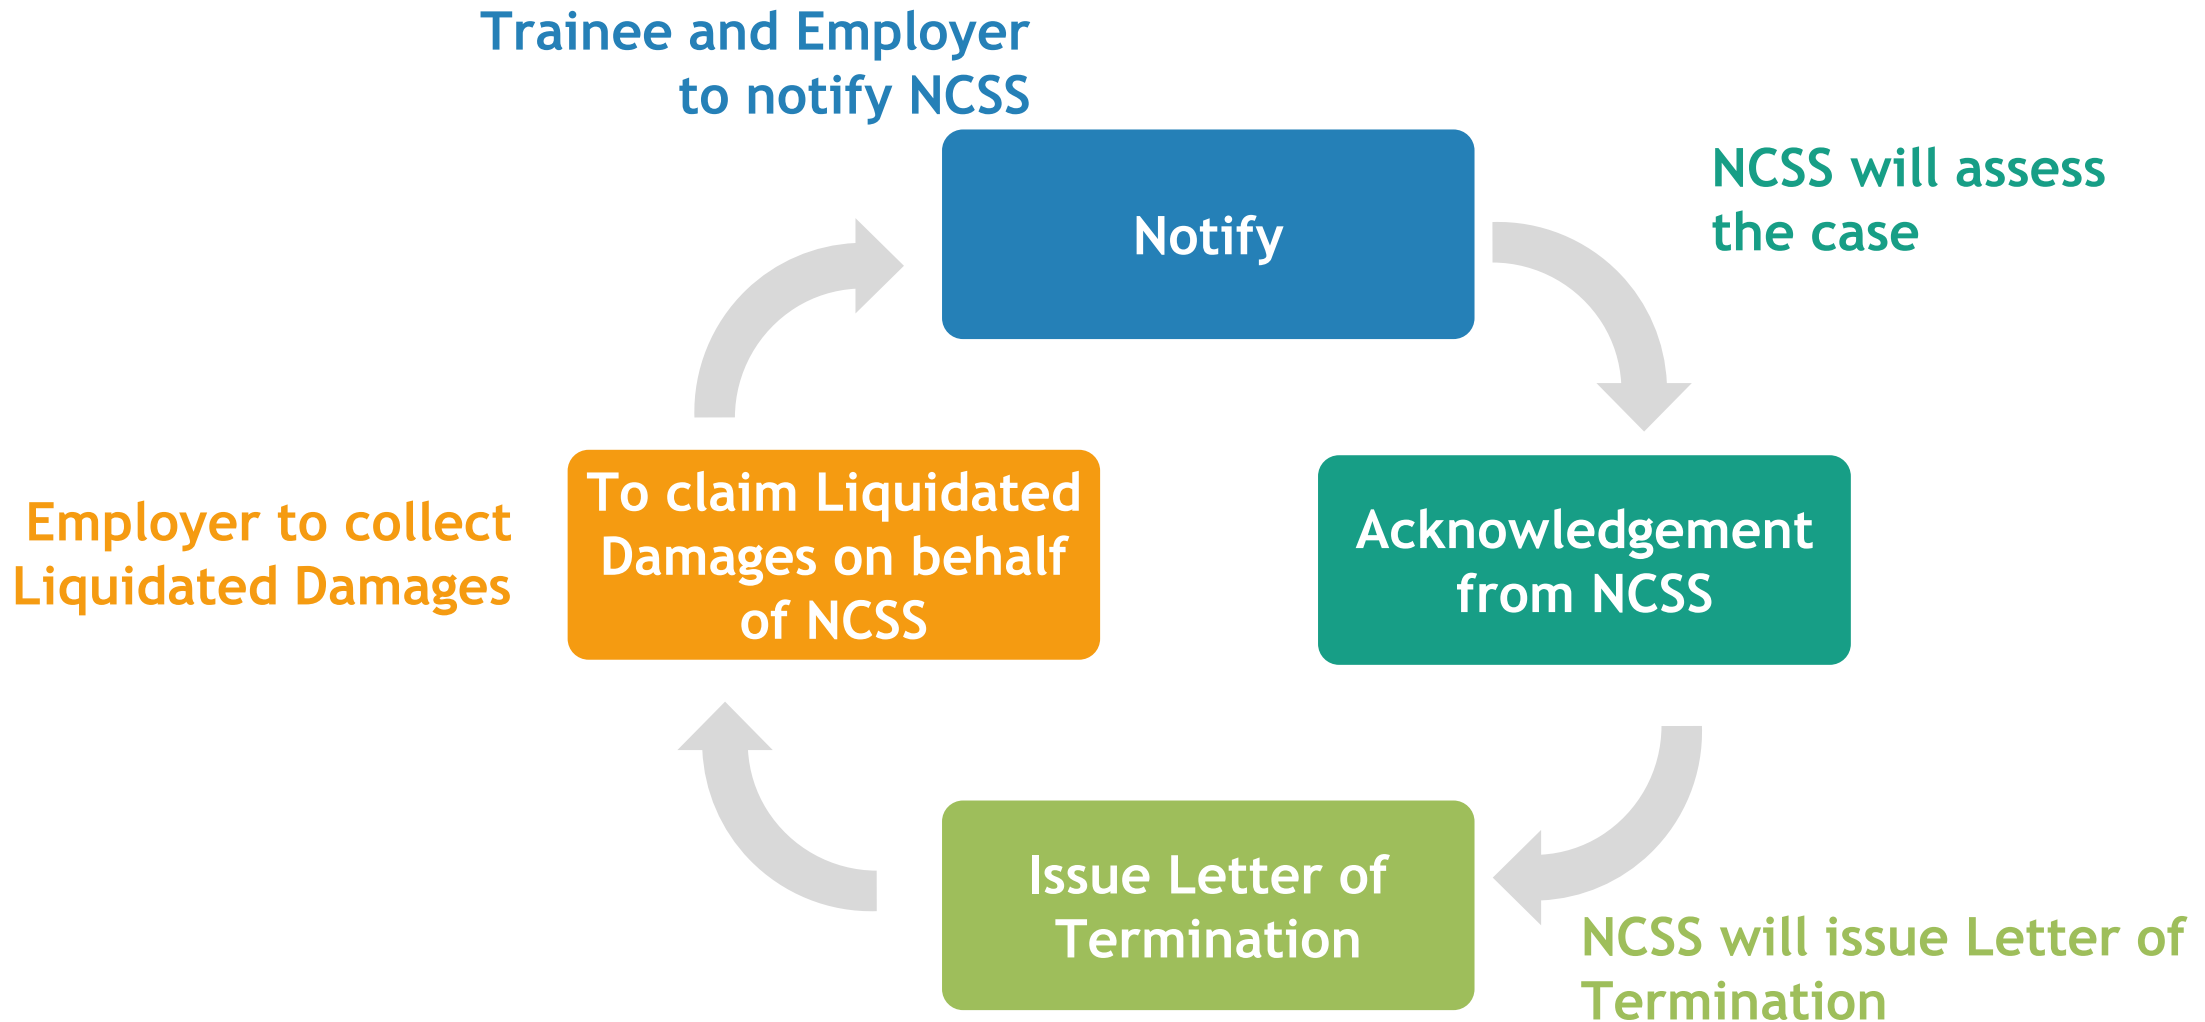 Trainee and Employer
to notify NCSS
Notify
NCSS will assess
the case
Acknowledgement
from NCSS
Issue Letter of
Termination
NCSS will issue Letter of
Termination
To claim Liquidated
Damages on behalf
of NCSS
Employer to collect
Liquidated Damages